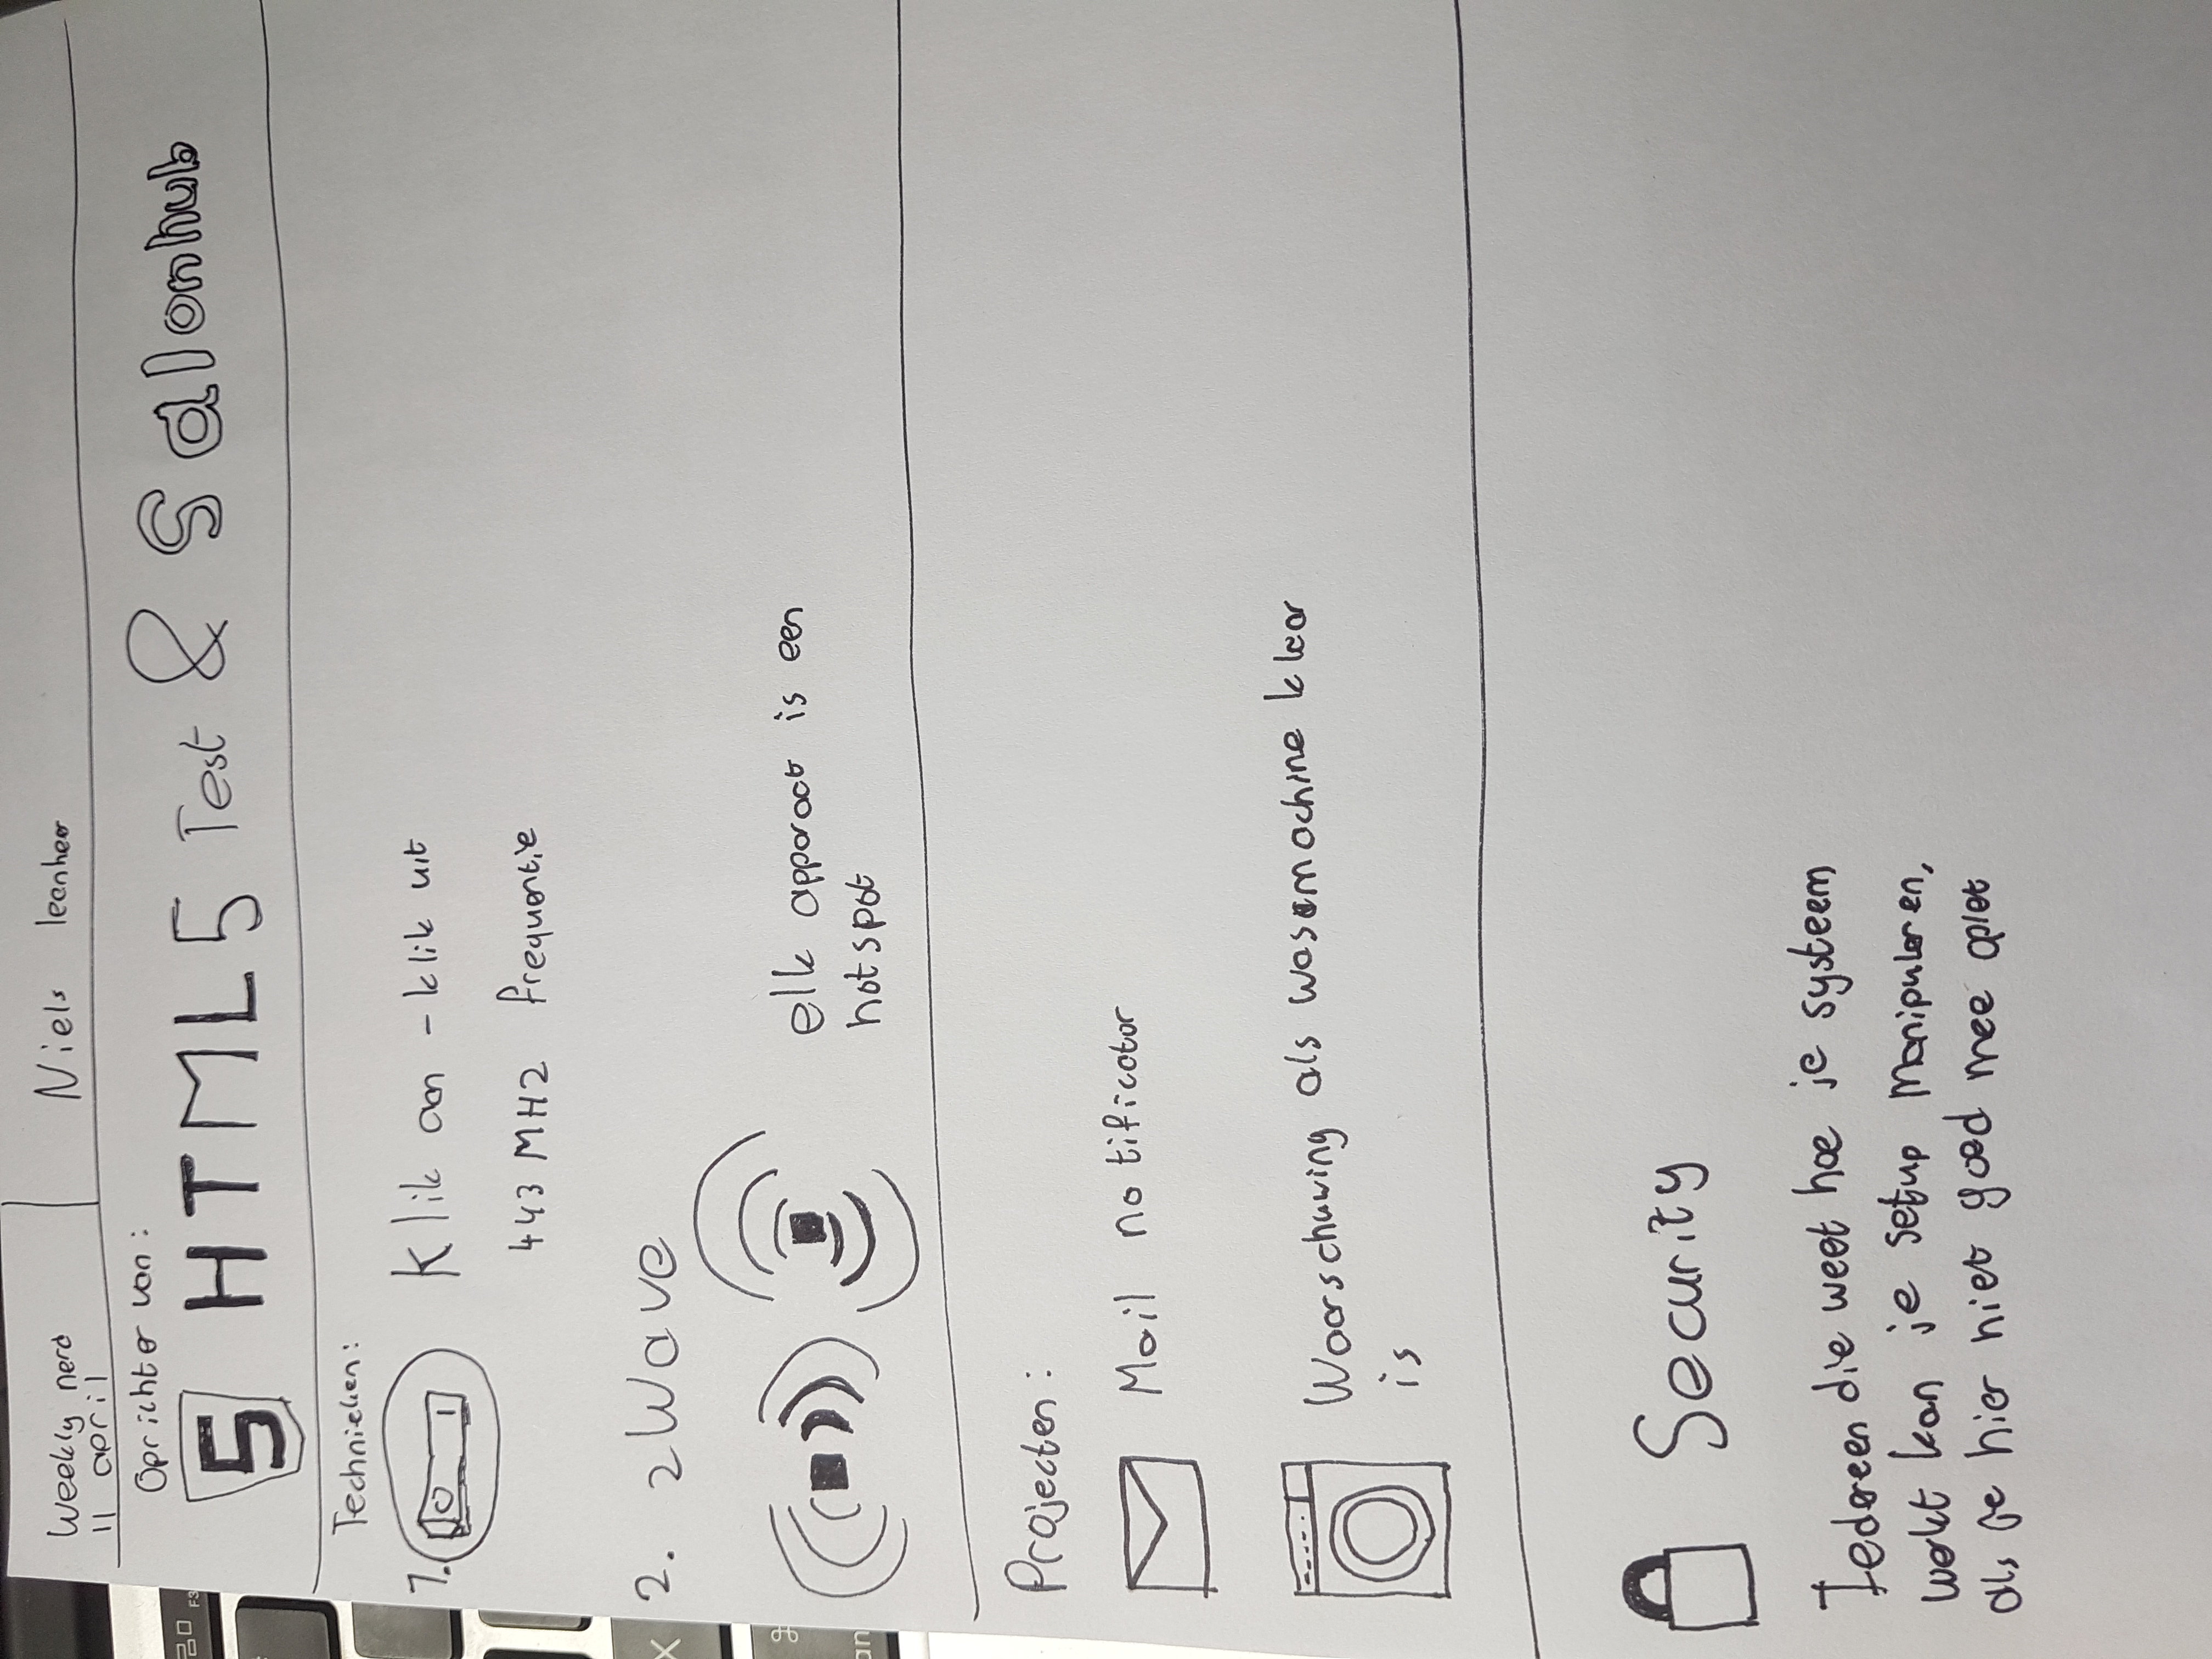 Weekly nerd
11 april
Niels leenheer
Oprichter van:
5 HTML5 Test & Salonhub
Technieken:
1. Klik aan - klik uit
443 MHz frequentie
2. zWave
elk apparaat is een
hotspot
Projecten:
Mail notificator
Waarschuwing als wasmachine klaar
is
Security
Iedereen die weet hoe je systeem
werkt kan je setup manipuleren,
als je hier niet goed mee oplet
F3
X
⌘